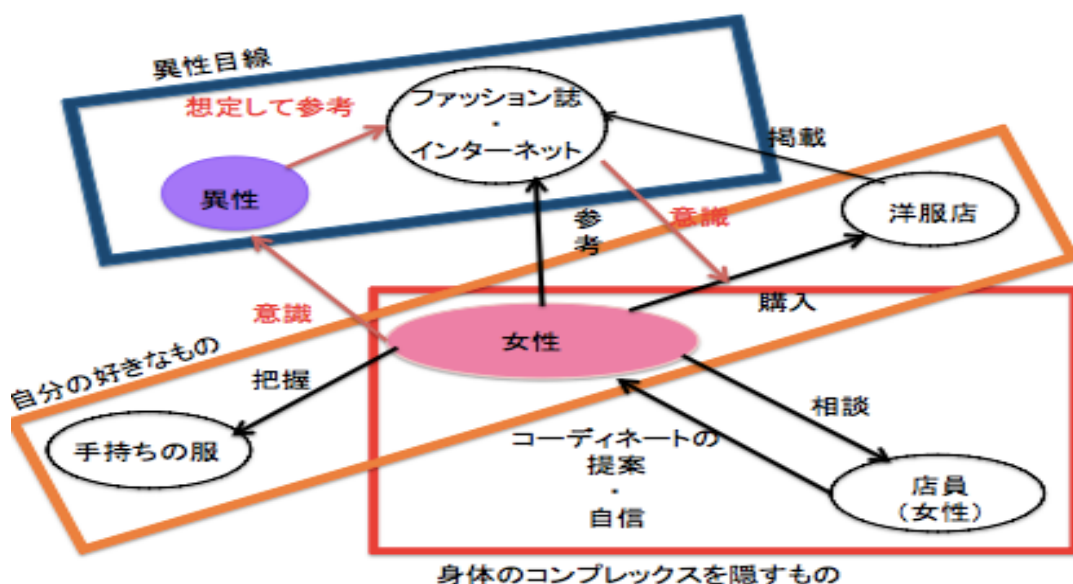 異性目線
想定して参考
ファッション誌
・
インターネット
掲載
異性
洋服店
参
考
意識
意識
購入
女性
自分の好きなもの
把握
相談
手持ちの服
コーディネートの
提案
・
自信
店員
（女性）
身体のコンプレックスを隠すもの